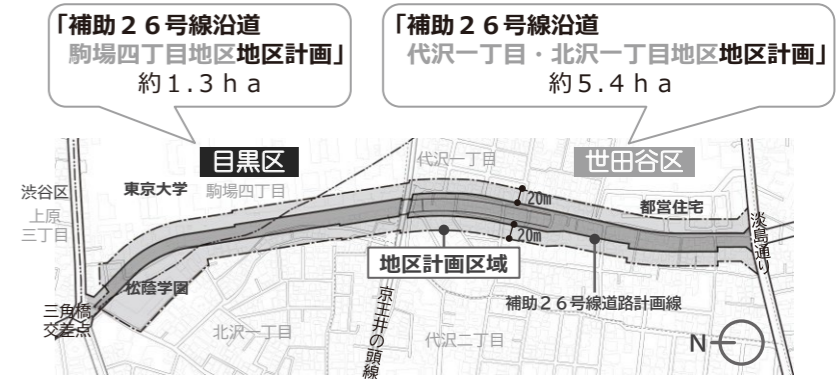 「補助２６号線沿道
駒場四丁目地区地区計画」
約１.３ｈａ
「補助２６号線沿道
代沢一丁目・北沢一丁目地区地区計画」
約５.４ｈａ
目黒区
代沢一丁目
世田谷区
渋谷区
上原
三丁目
東京大学
駒場四丁目
20m
都営住宅
20m
淡島通り
地区計画区域
松蔭学園
三角橋
交差点
補助２６号線道路計画線
京王井の頭線
北沢一丁目
代沢二丁目
N